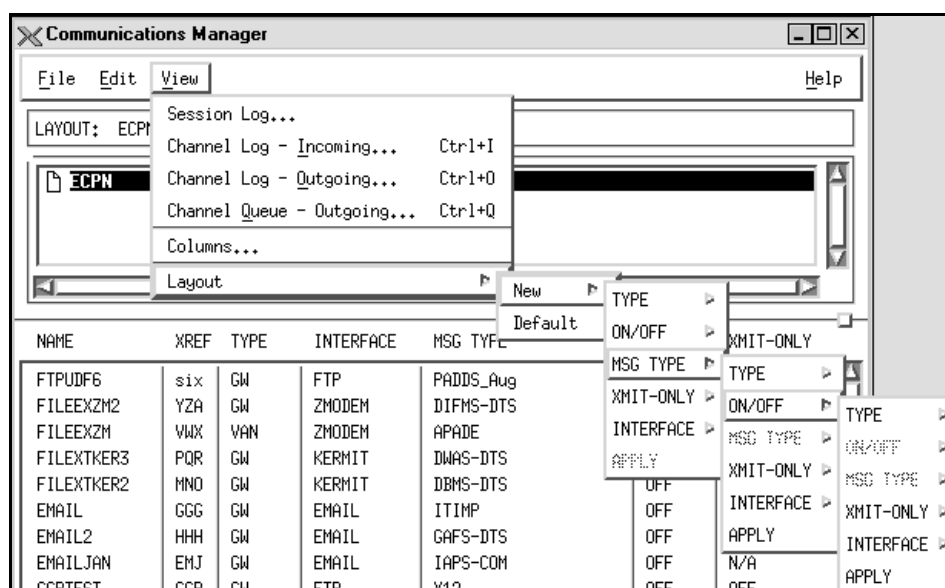 Communications Manager
File Edit View Help
LAYOUT: ECPN
Session Log...
Channel Log - Incoming... Ctrl+I
Channel Log - Outgoing... Ctrl+O
Channel Queue - Outgoing... Ctrl+Q
Columns...
Layout
ECPN
New
Default
TYPE
ON/OFF
MSG TYPE
XMIT-ONLY
INTERFACE
APPLY
TYPE
ON/OFF
MSG TYPE
XMIT-ONLY
INTERFACE
APPLY
TYPE
ON/OFF
MSG TYPE
XMIT-ONLY
INTERFACE
APPLY
NAME XREF TYPE INTERFACE MSG TYPE XMIT-ONLY
FTPUDF6 six GW FTP PADDS_Aug
FILEEXZM2 YZA GW ZMODEM DIFMS-DTS
FILEEXZM VWX VAN ZMODEM APADE
FILEXTKER3 PQR GW KERMIT DWAS-DTS
FILEXTKER2 MNO GW KERMIT DBMS-DTS OFF
EMAIL GGG GW EMAIL ITIMP OFF
EMAIL2 HHH GW EMAIL GAFS-DTS OFF
EMAILJAN EMJ GW EMAIL IAPS-COM OFF N/A